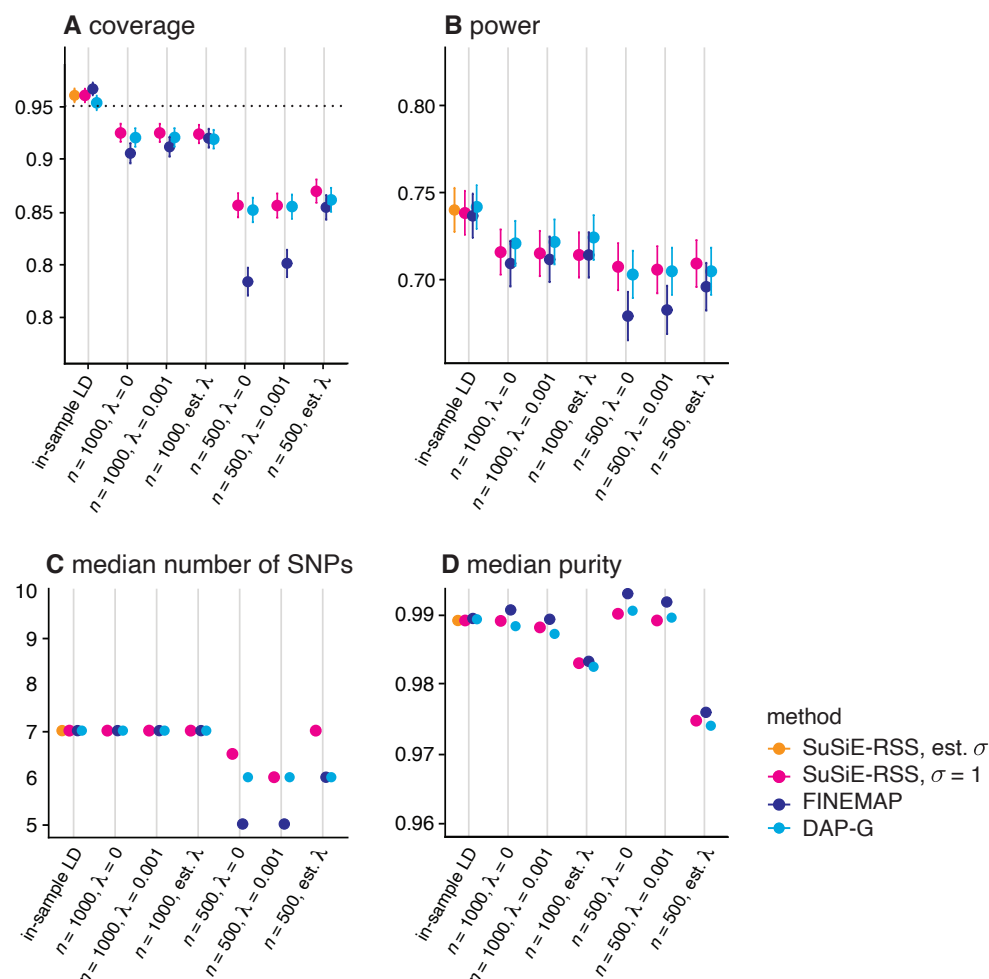 A coverage
0.95
0.9
0.85
0.8
0.8
in-sample LD
n = 1000, λ = 0
n = 1000, λ = 0.001
n = 1000, est. λ
n = 500, λ = 0
n = 500, λ = 0.001
n = 500, est. λ
B power
0.80
0.75
0.70
in-sample LD
n = 1000, λ = 0
n = 1000, λ = 0.001
n = 1000, est. λ
n = 500, λ = 0
n = 500, λ = 0.001
n = 500, est. λ
C median number of SNPs
10
9
8
7
6
5
in-sample LD
n = 1000, λ = 0
n = 1000, λ = 0.001
n = 1000, est. λ
n = 500, λ = 0
n = 500, λ = 0.001
n = 500, est. λ
D median purity
0.99
0.98
0.97
0.96
in-sample LD
n = 1000, λ = 0
n = 1000, λ = 0.001
n = 1000, est. λ
n = 500, λ = 0
n = 500, λ = 0.001
n = 500, est. λ
method
SuSiE-RSS, est. σ
SuSiE-RSS, σ = 1
FINEMAP
DAP-G